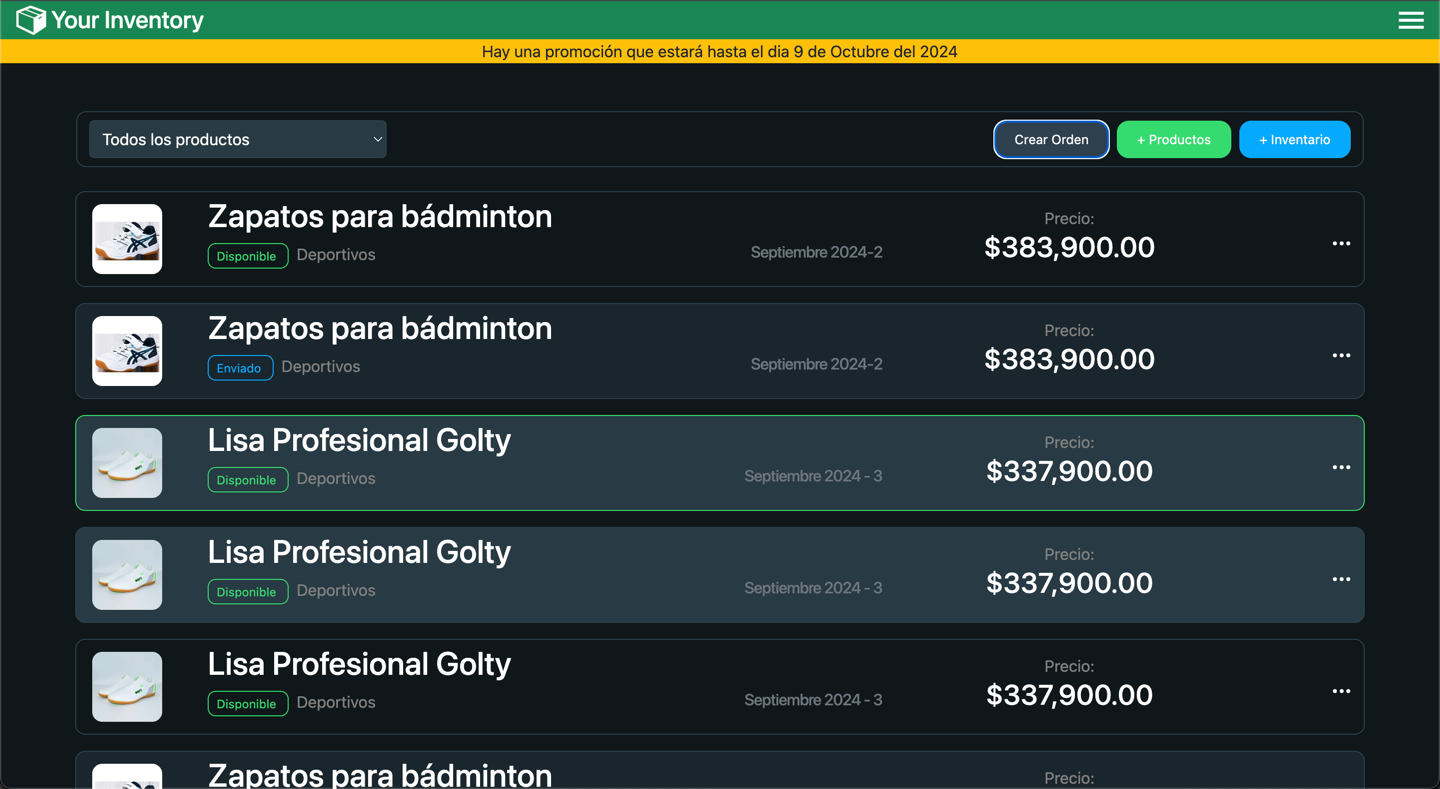 Your Inventory
Hay una promoción que estará hasta el dia 9 de Octubre del 2024
Todos los productos
Crear Orden
+ Productos
+ Inventario
Zapatos para bádminton
Disponible
Deportivos
Septiembre 2024-2
Precio:
$383,900.00
Zapatos para bádminton
Enviado
Deportivos
Septiembre 2024-2
Precio:
$383,900.00
Lisa Profesional Golty
Disponible
Deportivos
Septiembre 2024 - 3
Precio:
$337,900.00
Lisa Profesional Golty
Disponible
Deportivos
Septiembre 2024 - 3
Precio:
$337,900.00
Lisa Profesional Golty
Disponible
Deportivos
Septiembre 2024 - 3
Precio:
$337,900.00
Zapatos para bádminton
Precio: